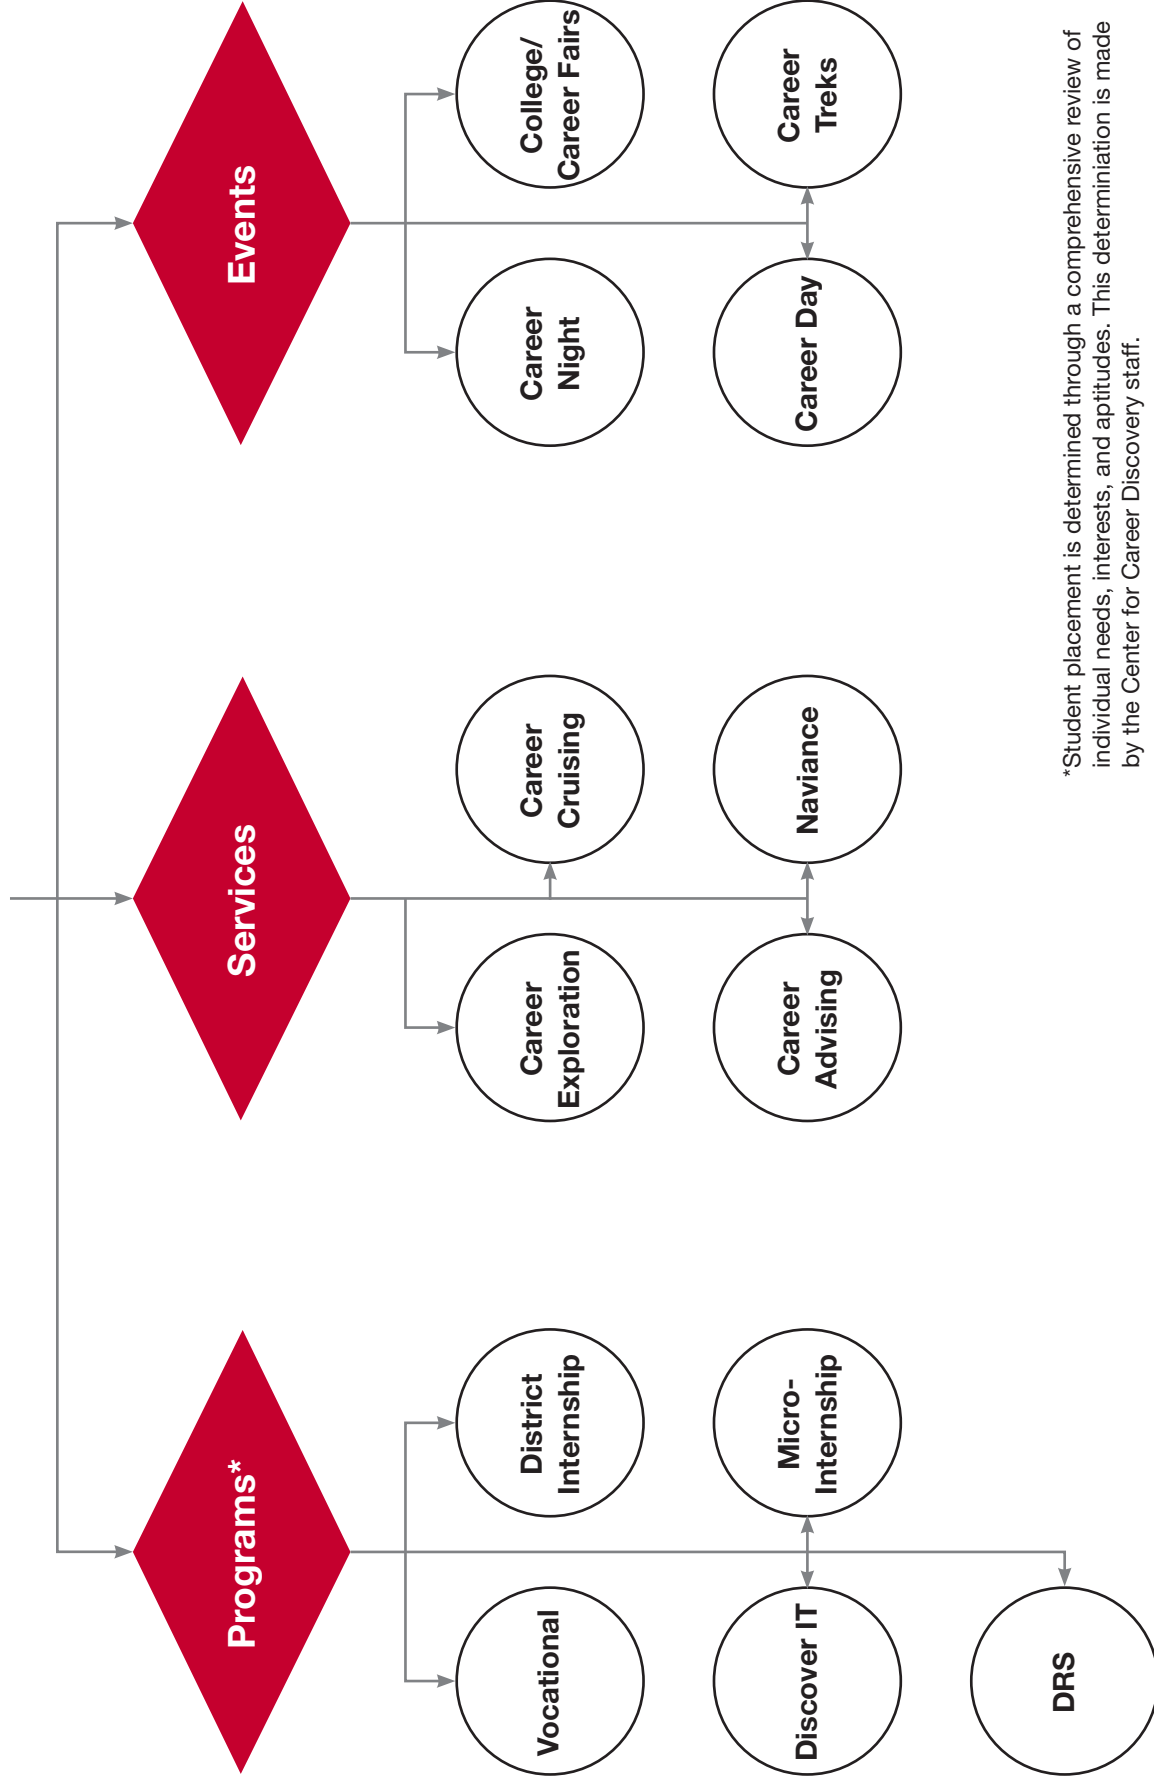 Programs*
Services
Events
Vocational
District
Internship
Discover IT
Micro-
Internship
DRS
Career
Exploration
Career
Cruising
Career
Advising
Naviance
Career
Night
College/
Career Fairs
Career Day
Career
Treks
*Student placement is determined through a comprehensive review of
individual needs, interests, and aptitudes. This determiniation is made
by the Center for Career Discovery staff.